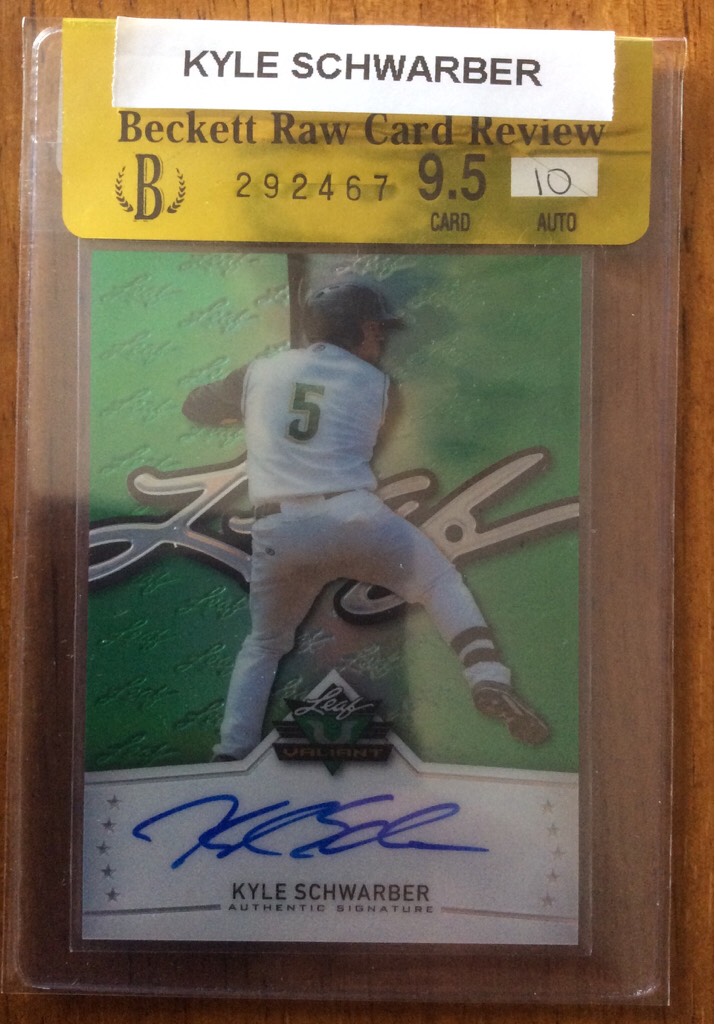 KYLE SCHWARBER
Beckett Raw Card Review
B 292467 9.5 10
CARD AUTO
5
Leaf
Leaf
VALIANT
KYLE SCHWARBER
AUTHENTIC SIGNATURE